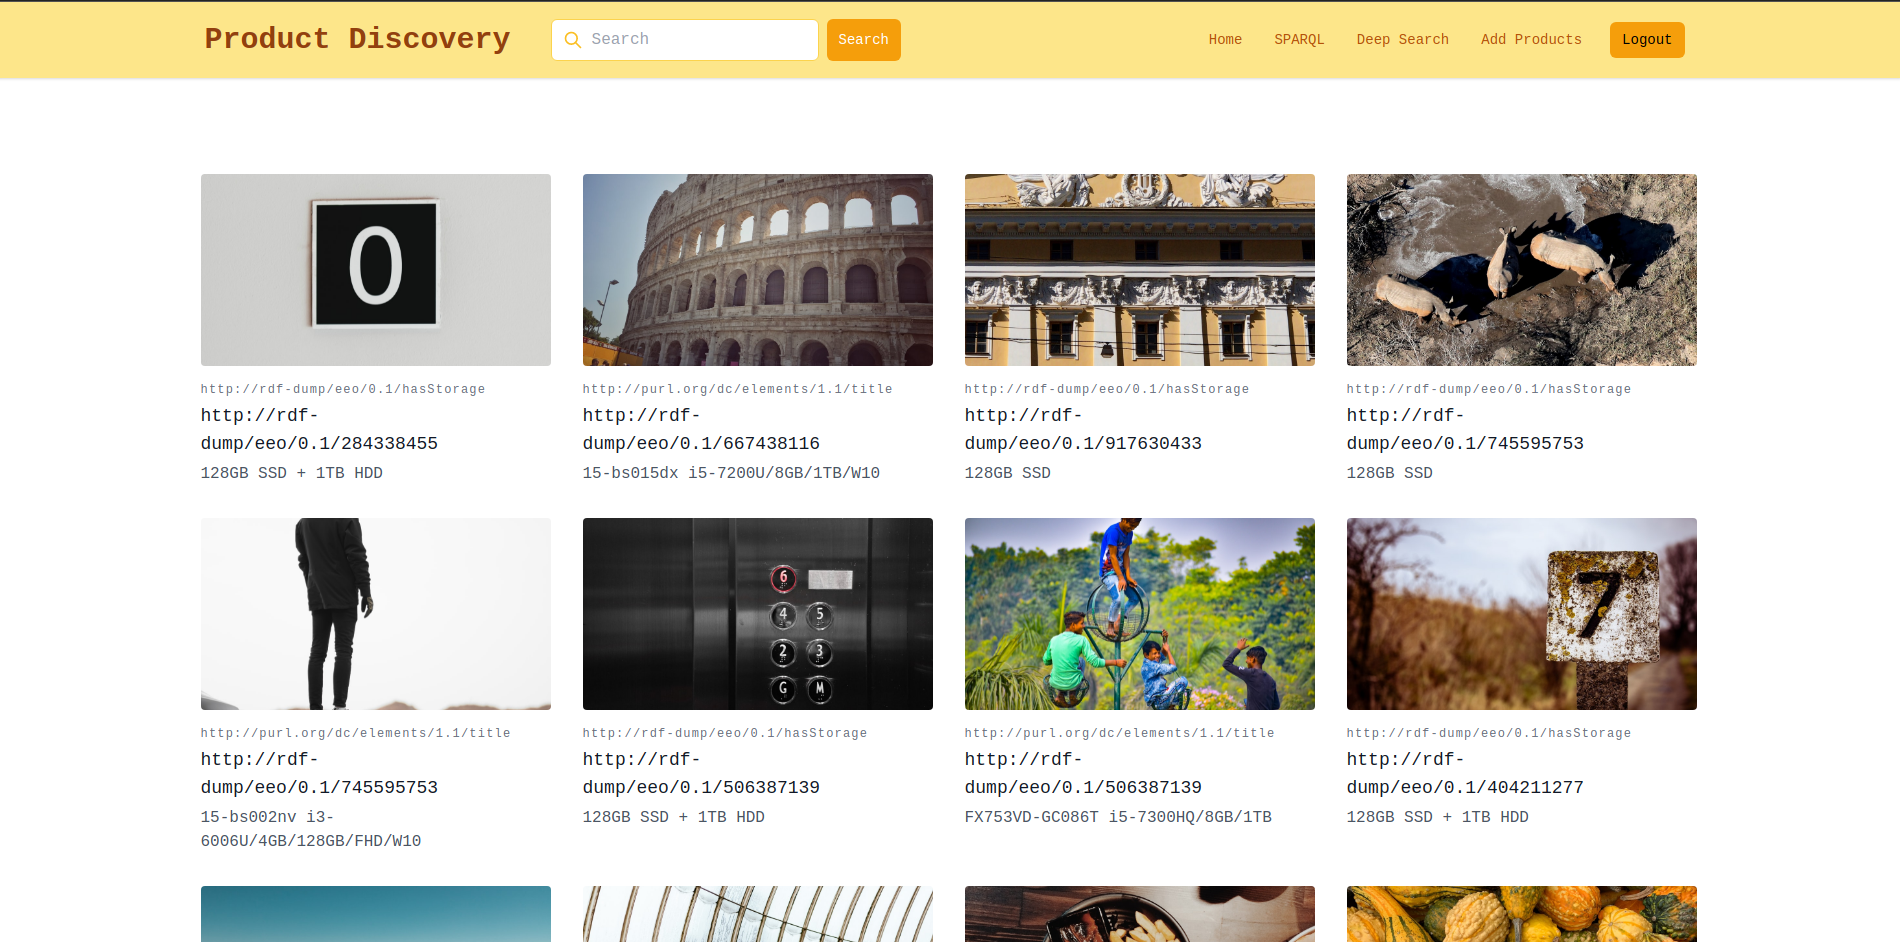 Product Discovery
Search
Search
Home
SPARQL
Deep Search
Add Products
Logout
0
http://rdf-dump/eeo/0.1/hasStorage
http://rdf-
dump/eeo/0.1/284338455
128GB SSD + 1TB HDD
http://purl.org/dc/elements/1.1/title
http://rdf-
dump/eeo/0.1/667438116
15-bs015dx i5-7200U/8GB/1TB/W10
http://rdf-dump/eeo/0.1/hasStorage
http://rdf-
dump/eeo/0.1/917630433
128GB SSD
http://rdf-dump/eeo/0.1/hasStorage
http://rdf-
dump/eeo/0.1/745595753
128GB SSD
http://purl.org/dc/elements/1.1/title
http://rdf-
dump/eeo/0.1/745595753
15-bs002nv i3-
6006U/4GB/128GB/FHD/W10
6
4 5
2 3
G M
http://rdf-dump/eeo/0.1/hasStorage
http://rdf-
dump/eeo/0.1/506387139
128GB SSD + 1TB HDD
http://purl.org/dc/elements/1.1/title
http://rdf-
dump/eeo/0.1/506387139
FX753VD-GC086T i5-7300HQ/8GB/1TB
7
http://rdf-dump/eeo/0.1/hasStorage
http://rdf-
dump/eeo/0.1/404211277
128GB SSD + 1TB HDD